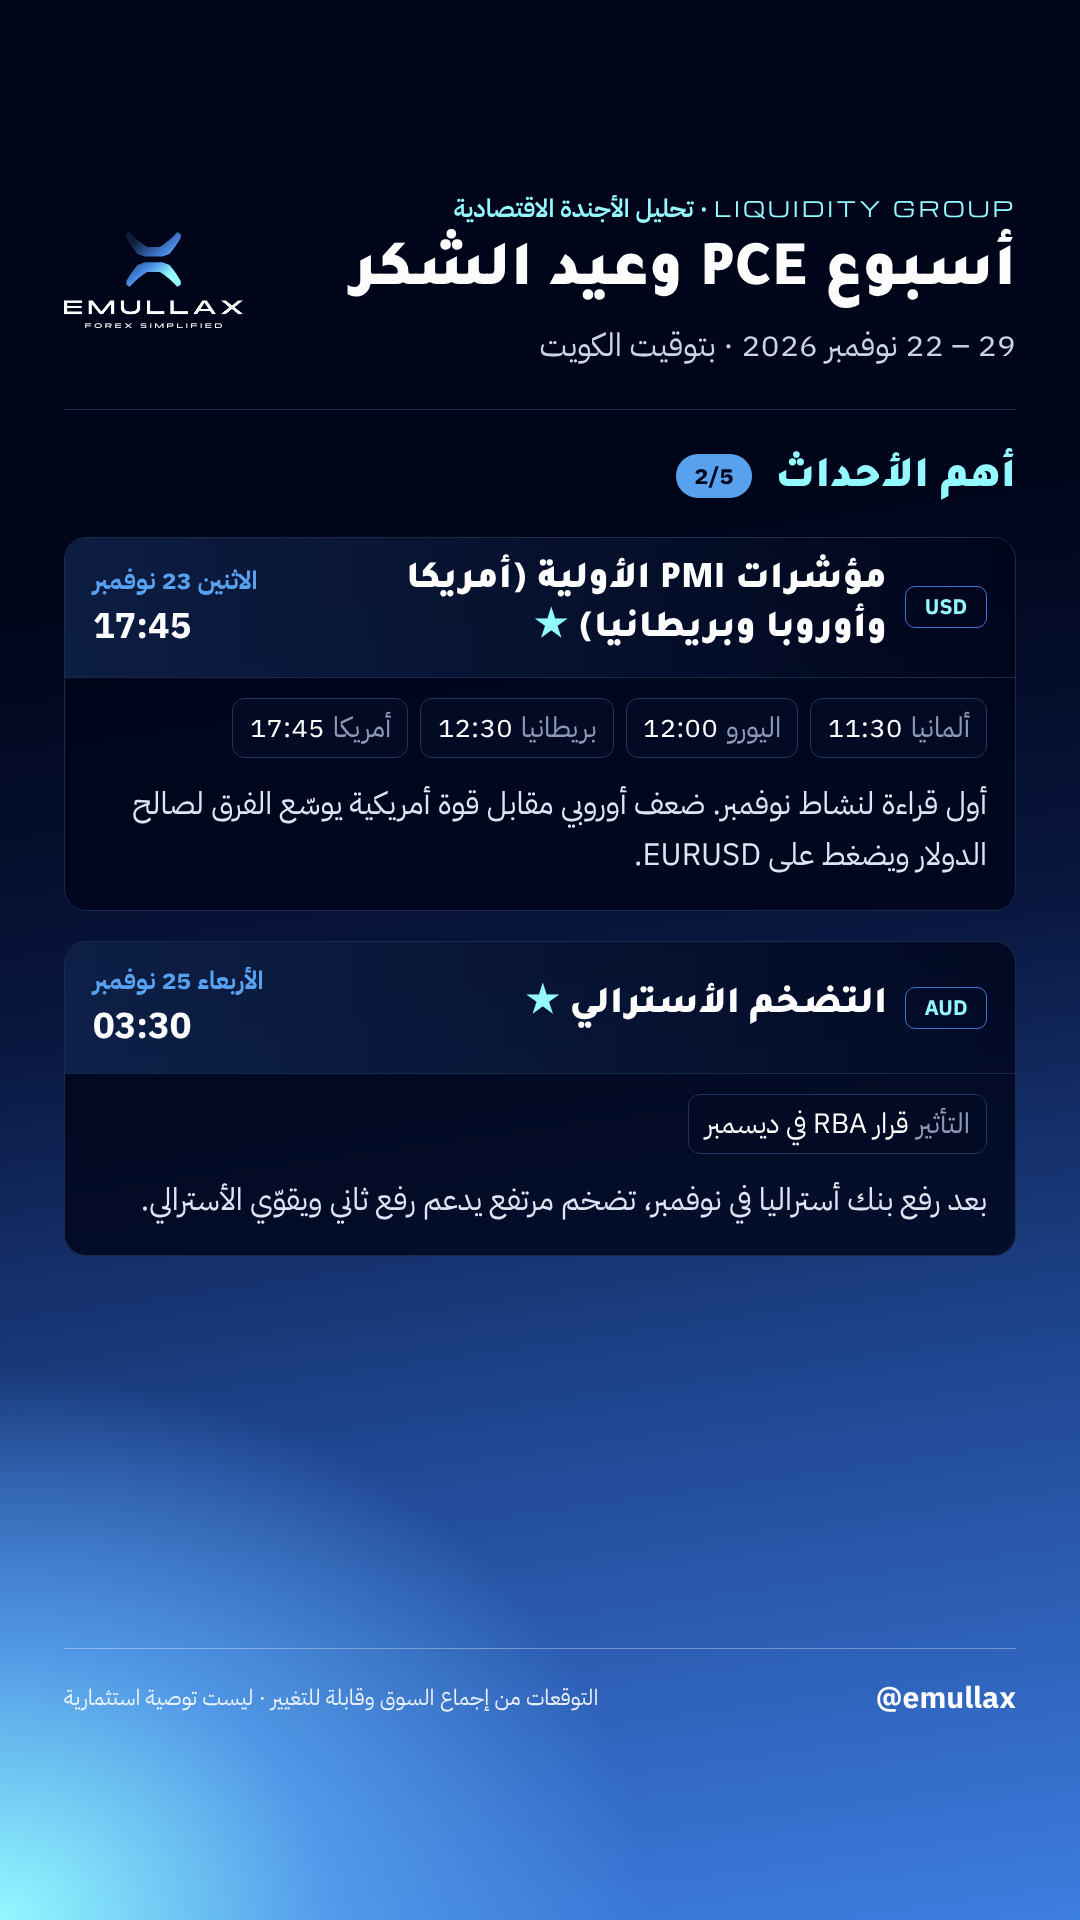 LIQUIDITY GROUP · تحليل الأجندة الاقتصادية
أسبوع PCE وعيد الشكر
22 – 29 نوفمبر 2026 · بتوقيت الكويت
EMULLAX
FOREX SIMPLIFIED
أهم الأحداث 2/5
USD
مؤشرات PMI الأولية (أمريكا
وأوروبا وبريطانيا) ★
الاثنين 23 نوفمبر
17:45
ألمانيا 11:30
اليورو 12:00
بريطانيا 12:30
أمريكا 17:45
أول قراءة لنشاط نوفمبر. ضعف أوروبي مقابل قوة أمريكية يوسّع الفرق لصالح
الدولار ويضغط على EURUSD.
AUD
التضخم الأسترالي ★
الأربعاء 25 نوفمبر
03:30
التأثير قرار RBA في ديسمبر
بعد رفع بنك أستراليا في نوفمبر، تضخم مرتفع يدعم رفع ثاني ويقوّي الأسترالي.
@emullax
التوقعات من إجماع السوق وقابلة للتغيير · ليست توصية استثمارية